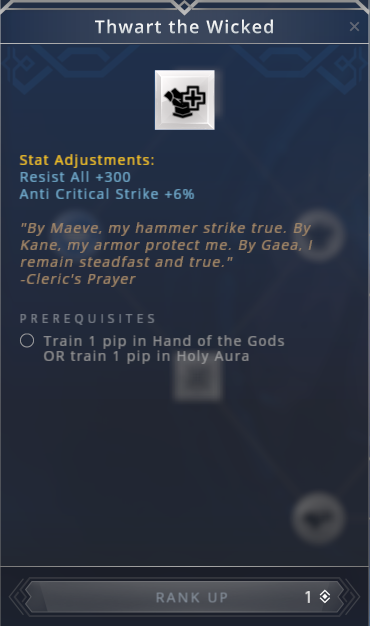 Thwart the Wicked
Stat Adjustments:
Resist All +300
Anti Critical Strike +6%
"By Maeve, my hammer strike true. By
Kane, my armor protect me. By Gaea, I
remain steadfast and true."
-Cleric's Prayer
PREREQUISITES
Train 1 pip in Hand of the Gods
OR train 1 pip in Holy Aura
RANK UP 1